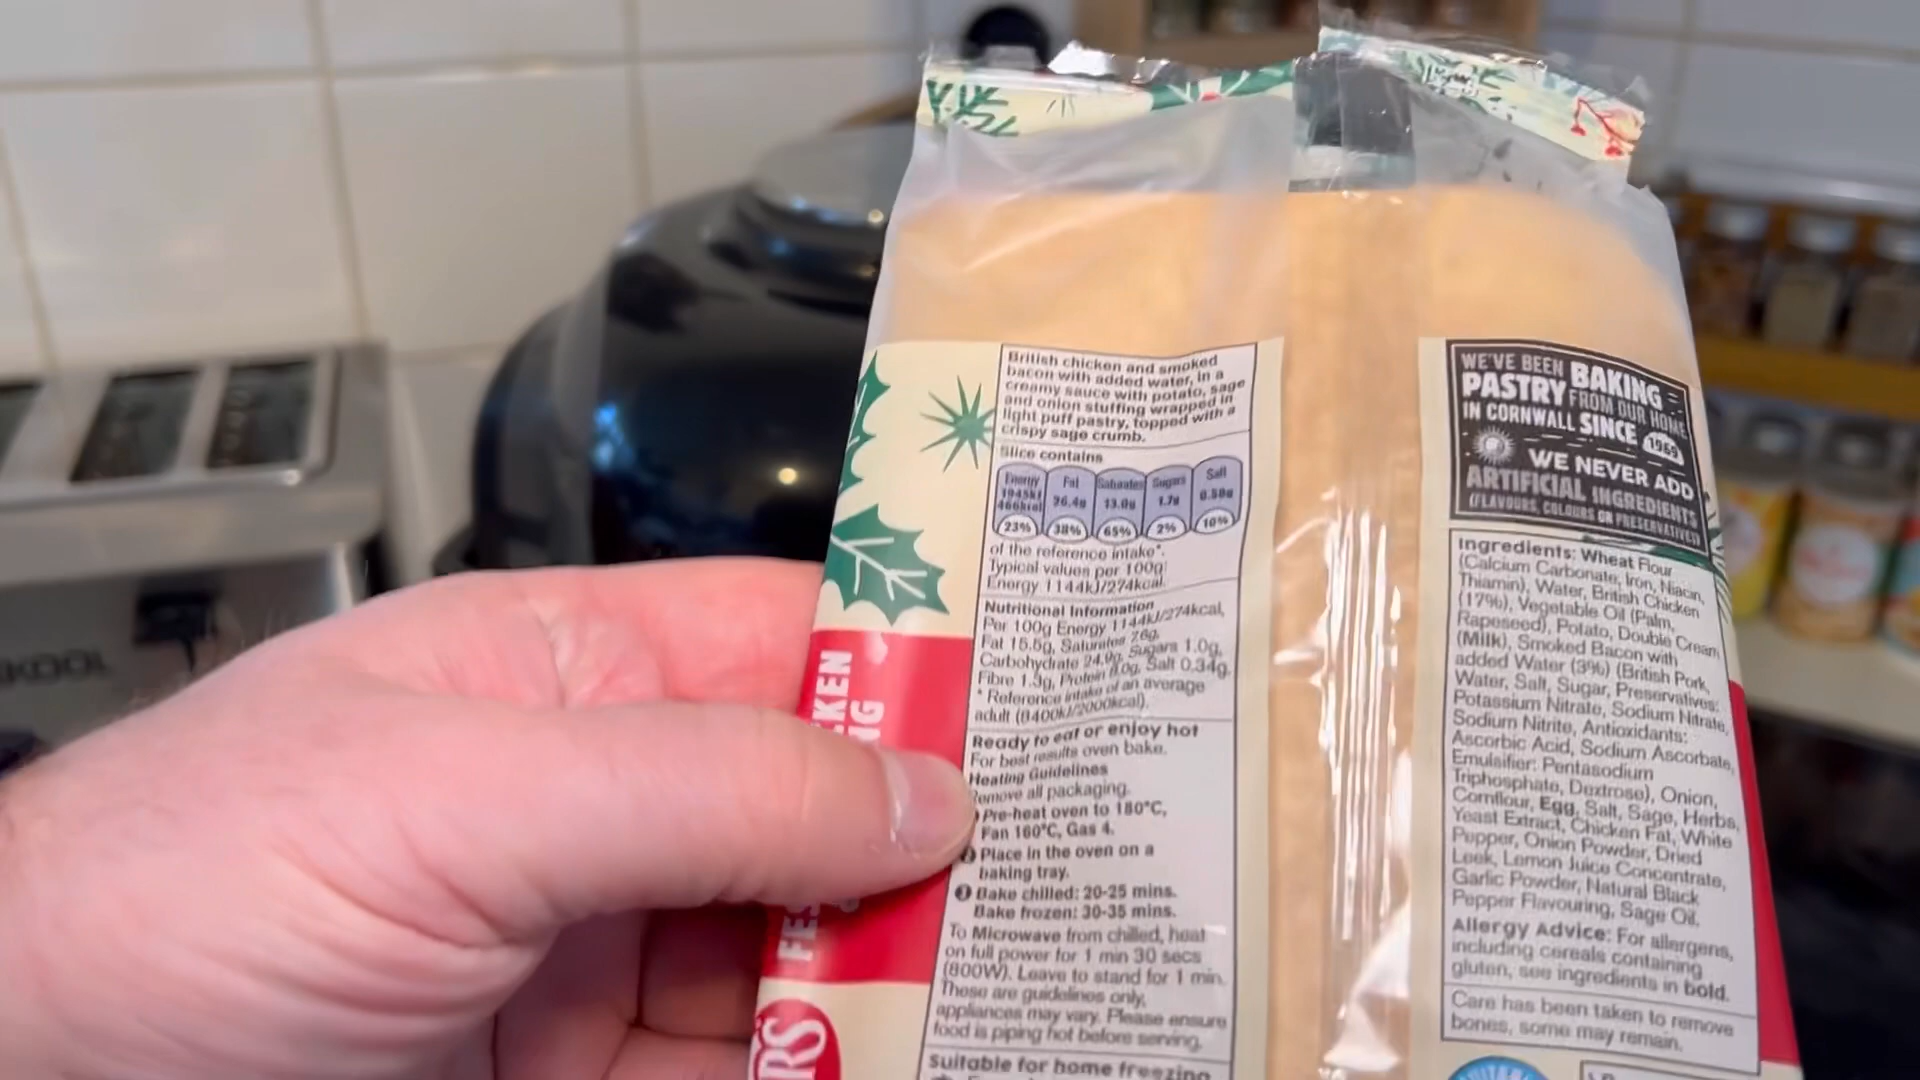 British chicken and smoked
bacon with added water, in a
creamy sauce with potato, sage
and onion stuffing wrapped in
light puff pastry, topped with a
crispy sage crumb.
Slice contains
Energy Fat Saturates Sugars Salt
1945kJ 26.4g 13.0g 1.7g 0.58g
466kcal
23% 38% 65% 2% 10%
of the reference intake*.
Typical values per 100g:
Energy 1144kJ/274kcal.
Nutritional Information
Per 100g Energy 1144kJ/274kcal,
Fat 15.5g, Saturates 7.6g,
Carbohydrate 24.9g, Sugars 1.0g,
Fibre 1.3g, Protein 8.0g, Salt 0.34g.
* Reference intake of an average
adult (8400kJ/2000kcal).
Ready to eat or enjoy hot
For best results oven bake.
Heating Guidelines
Remove all packaging.
Pre-heat oven to 180°C,
Fan 160°C, Gas 4.
2 Place in the oven on a
baking tray.
3 Bake chilled: 20-25 mins.
Bake frozen: 30-35 mins.
To Microwave from chilled, heat
on full power for 1 min 30 secs
(800W). Leave to stand for 1 min.
These are guidelines only,
appliances may vary. Please ensure
food is piping hot before serving.
Suitable for home freezing
WE'VE BEEN BAKING
PASTRY FROM OUR HOME
IN CORNWALL SINCE 1969
WE NEVER ADD
ARTIFICIAL INGREDIENTS
(FLAVOURS, COLOURS OR PRESERVATIVES)
Ingredients: Wheat Flour
(Calcium Carbonate, Iron, Niacin,
Thiamin), Water, British Chicken
(17%), Vegetable Oil (Palm,
Rapeseed), Potato, Double Cream
(Milk), Smoked Bacon with
added Water (3%) (British Pork,
Water, Salt, Sugar, Preservatives:
Potassium Nitrate, Sodium Nitrate,
Sodium Nitrite, Antioxidants:
Ascorbic Acid, Sodium Ascorbate,
Emulsifier: Pentasodium
Triphosphate, Dextrose), Onion,
Cornflour, Egg, Salt, Sage, Herbs,
Yeast Extract, Chicken Fat, White
Pepper, Onion Powder, Dried
Leek, Lemon Juice Concentrate,
Garlic Powder, Natural Black
Pepper Flavouring, Sage Oil.
Allergy Advice: For allergens,
including cereals containing
gluten, see ingredients in bold.
Care has been taken to remove
bones, some may remain.